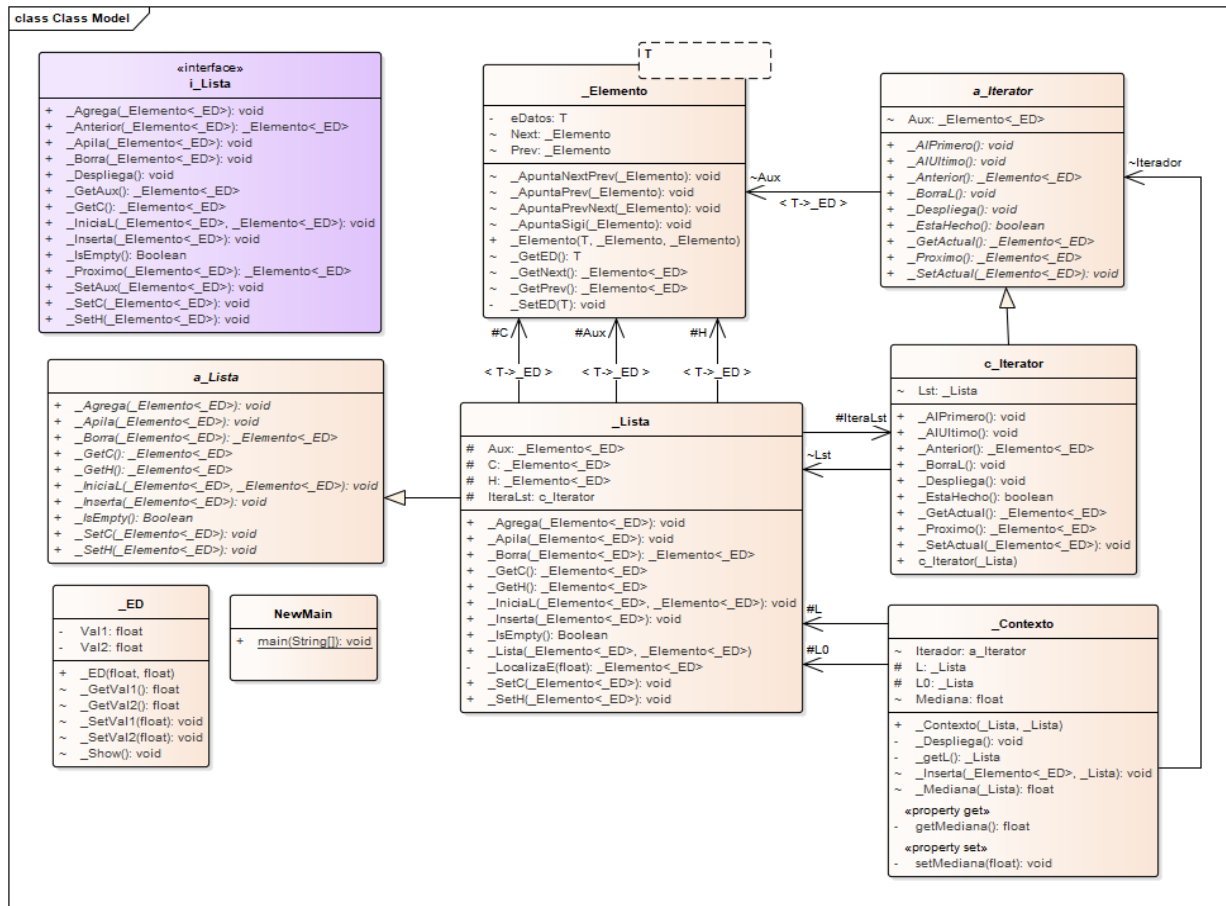 class Class Model
«interface»
i_Lista
+ _Agrega(_Elemento<_ED>): void
+ _Anterior(_Elemento<_ED>): _Elemento<_ED>
+ _Apila(_Elemento<_ED>): void
+ _Borra(_Elemento<_ED>): void
+ _Despliega(): void
+ _GetAux(): _Elemento<_ED>
+ _GetC(): _Elemento<_ED>
+ _IniciaL(_Elemento<_ED>, _Elemento<_ED>): void
+ _Inserta(_Elemento<_ED>): void
+ _IsEmpty(): Boolean
+ _Proximo(_Elemento<_ED>): _Elemento<_ED>
+ _SetAux(_Elemento<_ED>): void
+ _SetC(_Elemento<_ED>): void
+ _SetH(_Elemento<_ED>): void
T
_Elemento
- eDatos: T
~ Next: _Elemento
~ Prev: _Elemento
~ _ApuntaNextPrev(_Elemento): void
~ _ApuntaPrev(_Elemento): void
~ _ApuntaPrevNext(_Elemento): void
~ _ApuntaSigi(_Elemento): void
+ _Elemento(T, _Elemento, _Elemento)
~ _GetED(): T
~ _GetNext(): _Elemento
~ _GetPrev(): _Elemento
- _SetED(T): void
a_Iterator
~ Aux: _Elemento<_ED>
+ _AlPrimero(): void
+ _AlUltimo(): void
+ _Anterior(): _Elemento<_ED>
+ _BorraL(): void
+ _Despliega(): void
+ _EstaHecho(): boolean
+ _GetActual(): _Elemento<_ED>
+ _Proximo(): _Elemento<_ED>
+ _SetActual(_Elemento<_ED>): void
~Aux
< T->_ED >
~Iterador
#C
#Aux
#H
< T->_ED >
< T->_ED >
< T->_ED >
a_Lista
+ _Agrega(_Elemento<_ED>): void
+ _Apila(_Elemento<_ED>): void
+ _Borra(_Elemento<_ED>): _Elemento<_ED>
+ _GetC(): _Elemento<_ED>
+ _GetH(): _Elemento<_ED>
+ _IniciaL(_Elemento<_ED>, _Elemento<_ED>): void
+ _Inserta(_Elemento<_ED>): void
+ _IsEmpty(): Boolean
+ _SetC(_Elemento<_ED>): void
+ _SetH(_Elemento<_ED>): void
_Lista
# Aux: _Elemento<_ED>
# C: _Elemento<_ED>
# H: _Elemento<_ED>
# IteraLst: c_Iterator
+ _Agrega(_Elemento<_ED>): void
+ _Apila(_Elemento<_ED>): void
+ _Borra(_Elemento<_ED>): _Elemento<_ED>
+ _GetC(): _Elemento<_ED>
+ _GetH(): _Elemento<_ED>
+ _IniciaL(_Elemento<_ED>, _Elemento<_ED>): void
+ _Inserta(_Elemento<_ED>): void
+ _IsEmpty(): Boolean
+ _Lista(_Elemento<_ED>, _Elemento<_ED>)
- _LocalizaE(float): _Elemento<_ED>
+ _SetC(_Elemento<_ED>): void
+ _SetH(_Elemento<_ED>): void
#IteraLst
~Lst
c_Iterator
~ Lst: _Lista
+ _AlPrimero(): void
+ _AlUltimo(): void
+ _Anterior(): _Elemento<_ED>
+ _BorraL(): void
+ _Despliega(): void
+ _EstaHecho(): boolean
+ _GetActual(): _Elemento<_ED>
+ _Proximo(): _Elemento<_ED>
+ _SetActual(_Elemento<_ED>): void
+ c_Iterator(_Lista)
_ED
- Val1: float
- Val2: float
+ _ED(float, float)
~ _GetVal1(): float
~ _GetVal2(): float
~ _SetVal1(float): void
~ _SetVal2(float): void
~ _Show(): void
NewMain
+ main(String[]): void
#L
#L0
_Contexto
~ Iterador: a_Iterator
# L: _Lista
# L0: _Lista
~ Mediana: float
+ _Contexto(_Lista, _Lista)
- _Despliega(): void
- _getL(): _Lista
~ _Inserta(_Elemento<_ED>, _Lista): void
~ _Mediana(_Lista): float
«property get»
- getMediana(): float
«property set»
- setMediana(float): void